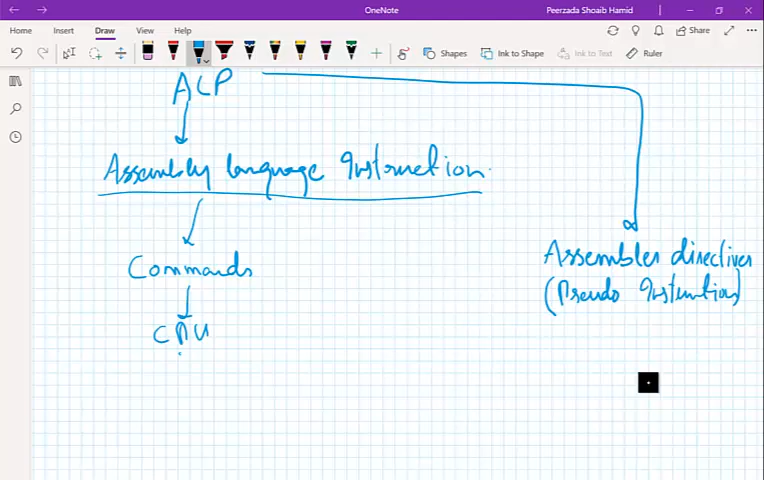 OneNote
Peerzada Shoaib Hamid
Home Insert Draw View Help
Share
Shapes Ink to Shape Ink to Text Ruler
ALP
Assembly language Instruction.
Commands
CPU
Assembler directives
(Pseudo Instruction)